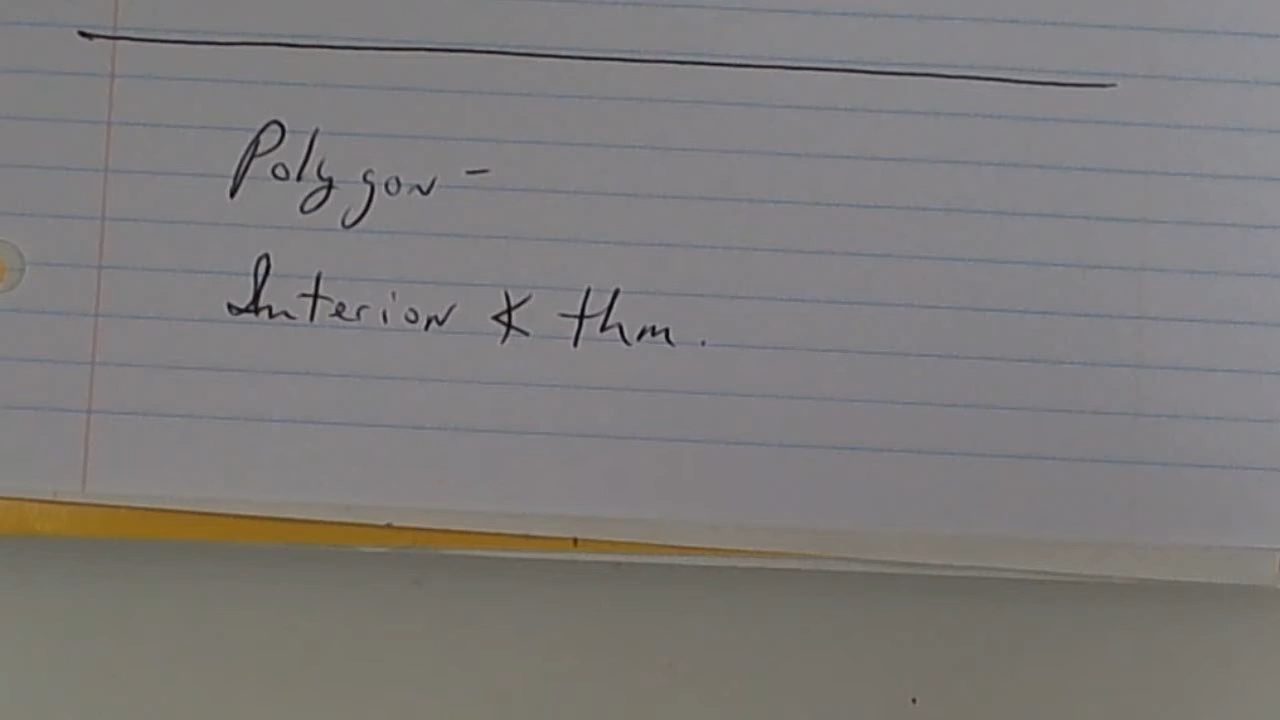 Polygon -
Interior ∢ thm.